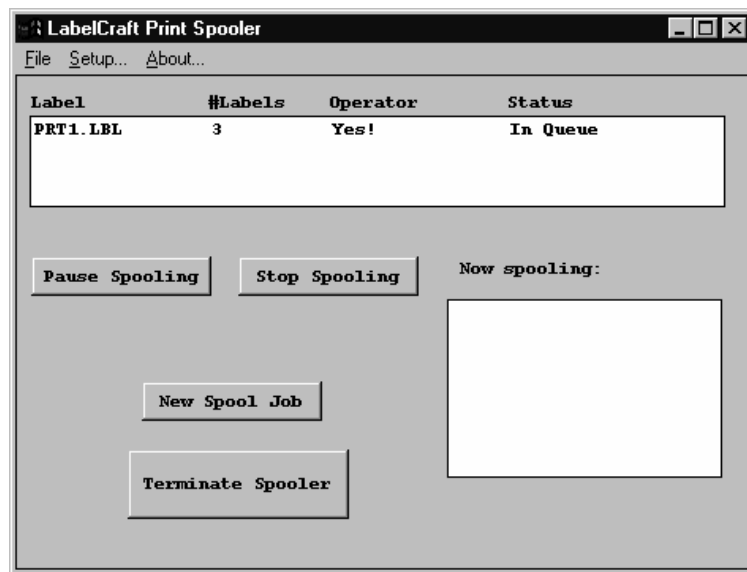 LabelCraft Print Spooler
File Setup... About...
Label #Labels Operator Status
PRT1.LBL 3 Yes! In Queue
Pause Spooling Stop Spooling Now spooling:
New Spool Job
Terminate Spooler